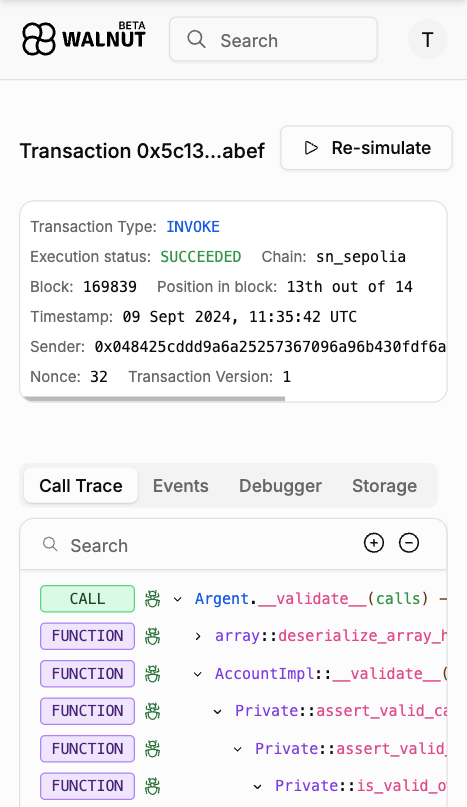 BETA
WALNUT
Search
T
Transaction 0x5c13...abef
Re-simulate
Transaction Type: INVOKE
Execution status: SUCCEEDED Chain: sn_sepolia
Block: 169839 Position in block: 13th out of 14
Timestamp: 09 Sept 2024, 11:35:42 UTC
Sender: 0x048425cddd9a6a25257367096a96b430fdf6a
Nonce: 32 Transaction Version: 1
Call Trace Events Debugger Storage
Search
CALL Argent.__validate__(calls) —
FUNCTION array::deserialize_array_h
FUNCTION AccountImpl::__validate__(
FUNCTION Private::assert_valid_ca
FUNCTION Private::assert_valid_
FUNCTION Private::is_valid_o